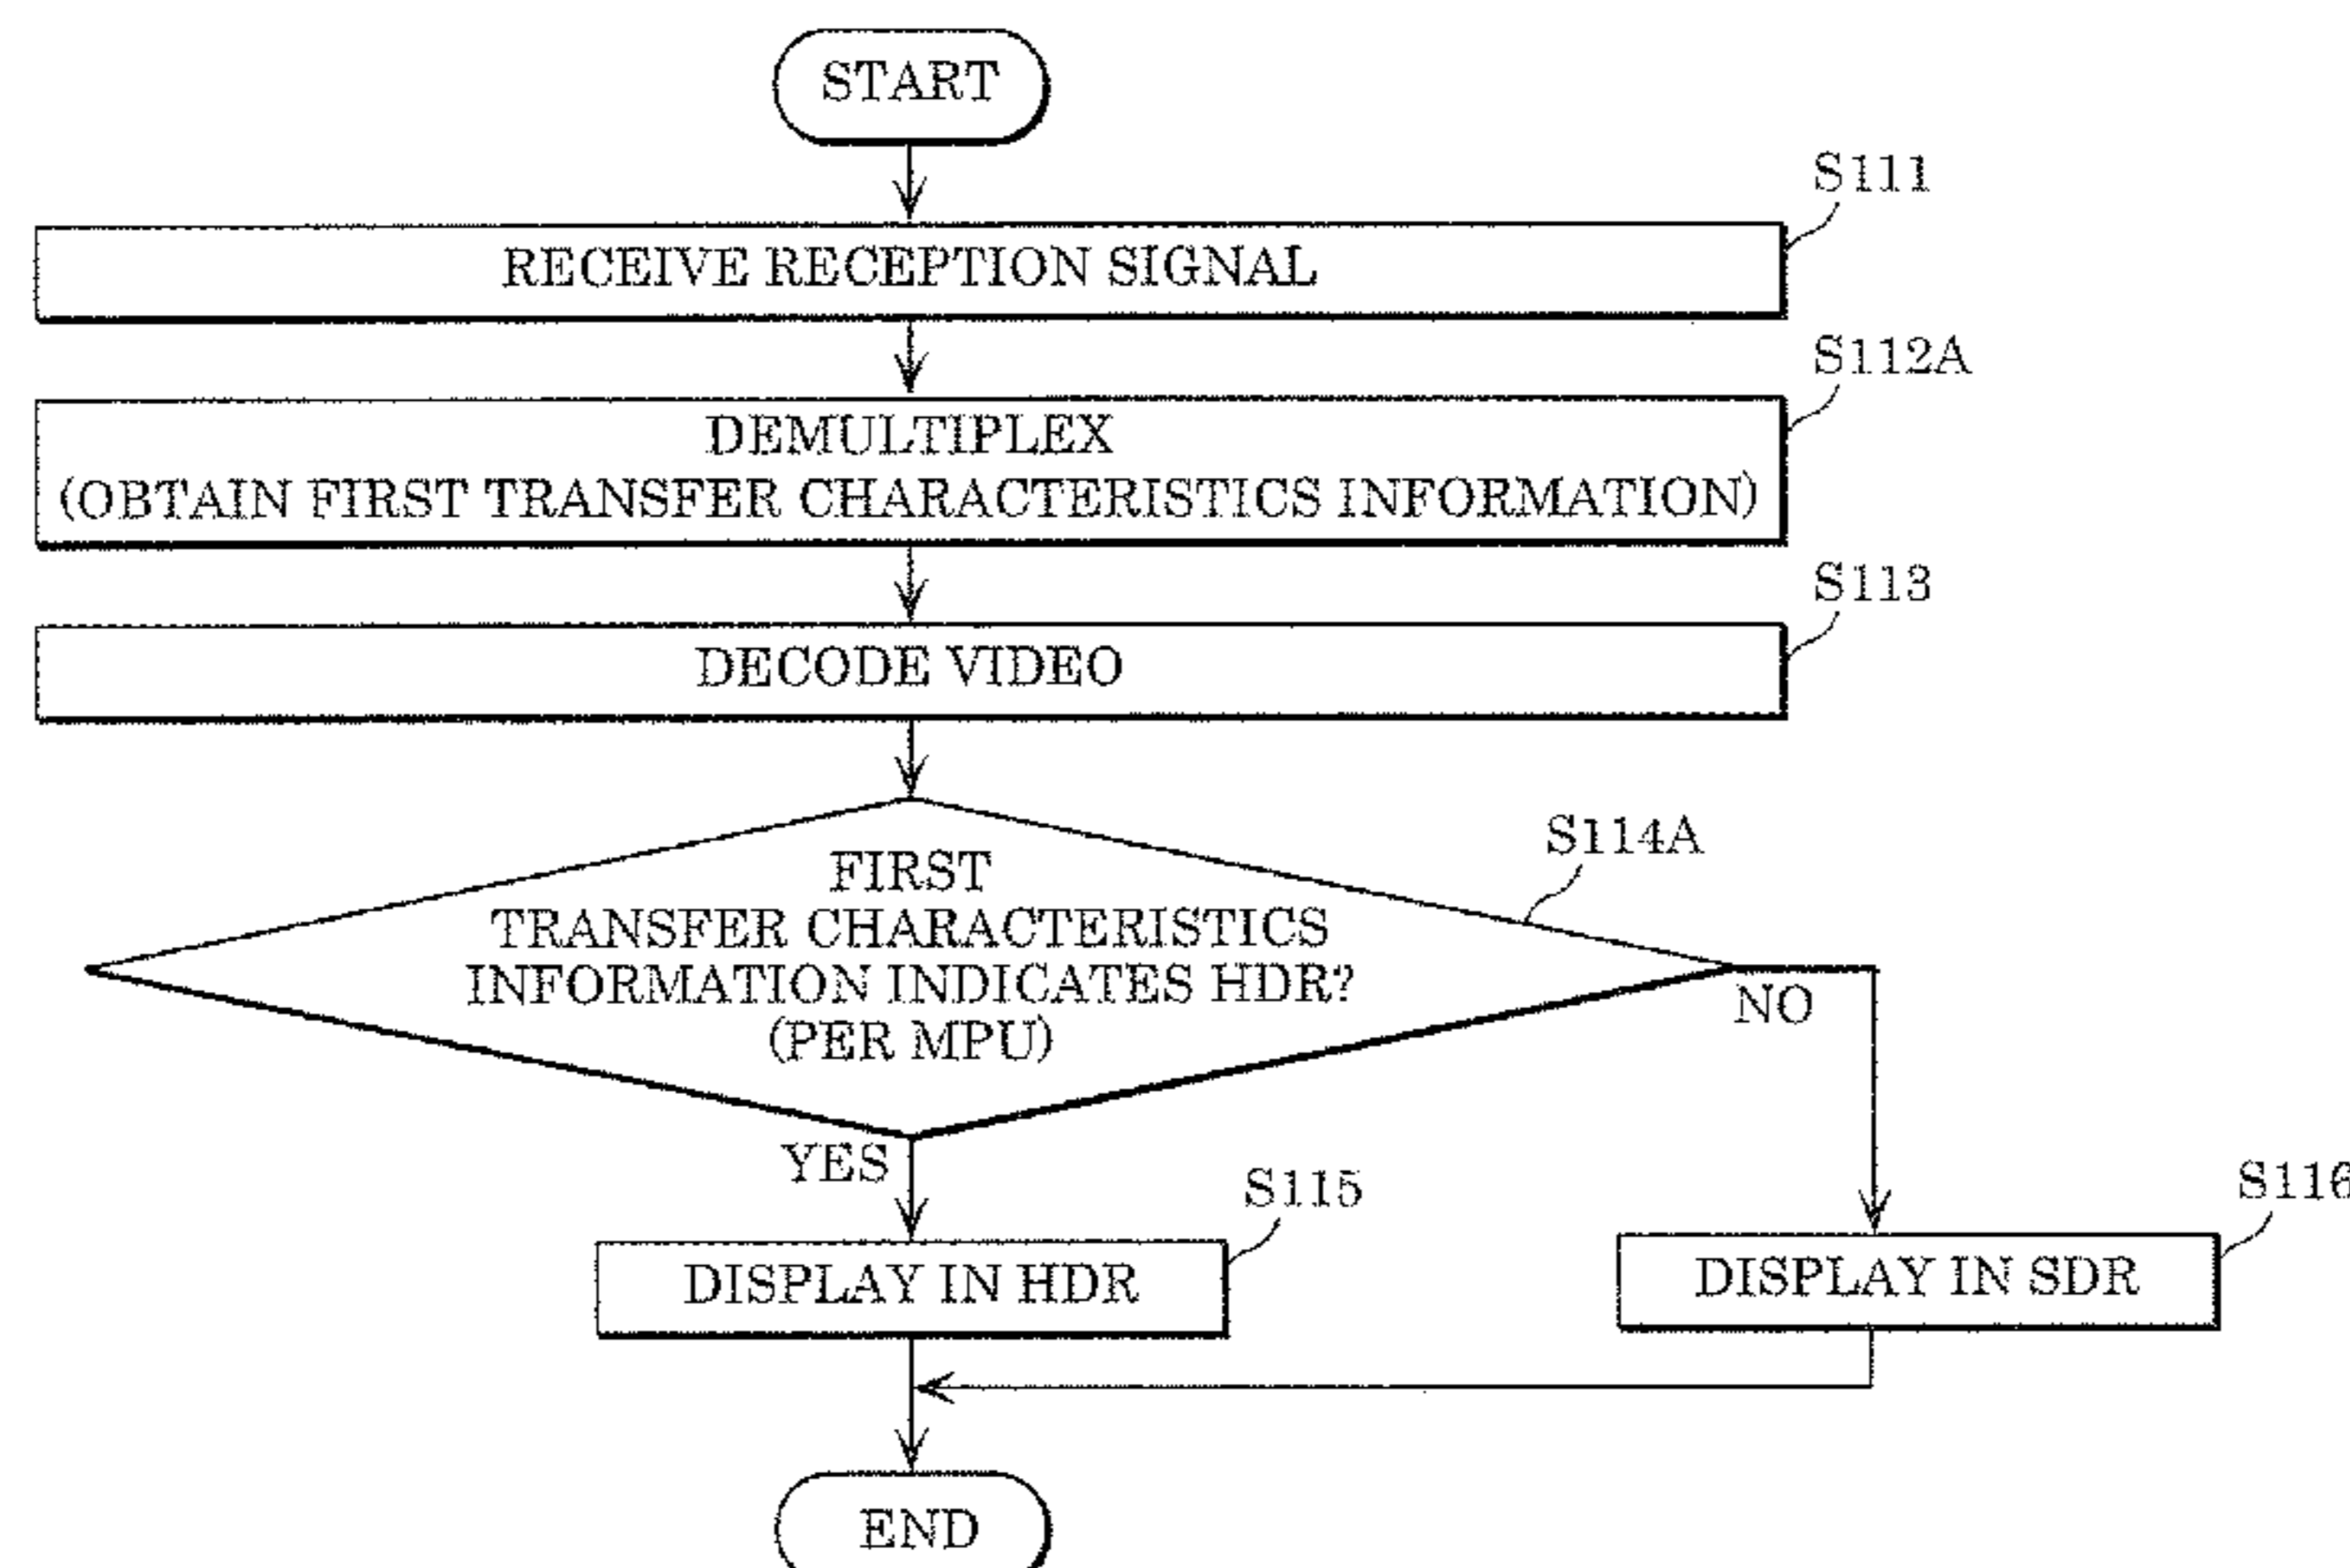 START
S111
RECEIVE RECEPTION SIGNAL
S112A
DEMULTIPLEX
(OBTAIN FIRST TRANSFER CHARACTERISTICS INFORMATION)
S113
DECODE VIDEO
S114A
FIRST
TRANSFER CHARACTERISTICS
INFORMATION INDICATES HDR?
(PER MPU)
NO
YES
S115
S116
DISPLAY IN HDR
DISPLAY IN SDR
END